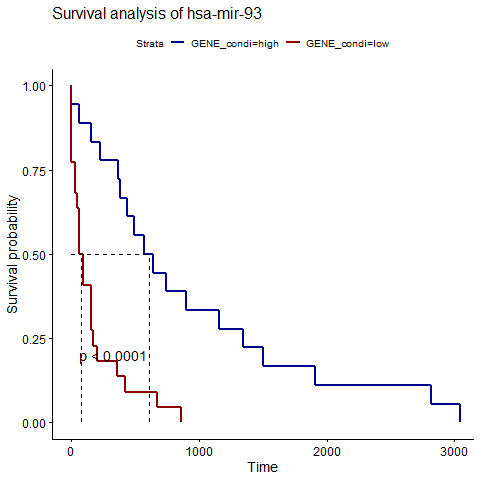 Survival analysis of hsa-mir-93
Strata GENE_condi=high GENE_condi=low
Survival probability
1.00
0.75
0.50
0.25
0.00
p < 0.0001
0 1000 2000 3000
Time